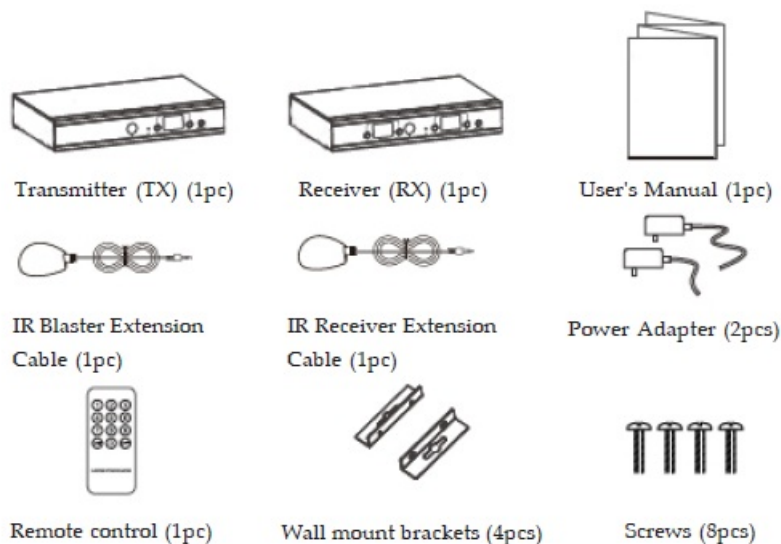 Transmitter (TX) (1pc)
Receiver (RX) (1pc)
User's Manual (1pc)
IR Blaster Extension
Cable (1pc)
IR Receiver Extension
Cable (1pc)
Power Adapter (2pcs)
Remote control (1pc)
Wall mount brackets (4pcs)
Screws (8pcs)